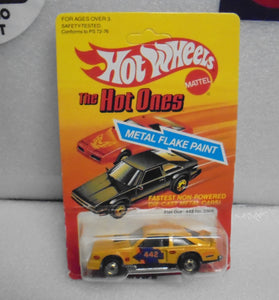 FOR AGES OVER 3
SAFETY-TESTED.
Conforms to PS 72-76
Hot Wheels
MATTEL
The Hot Ones
METAL FLAKE PAINT
FASTEST NON-POWERED
DIE-CAST METAL CARS!
442